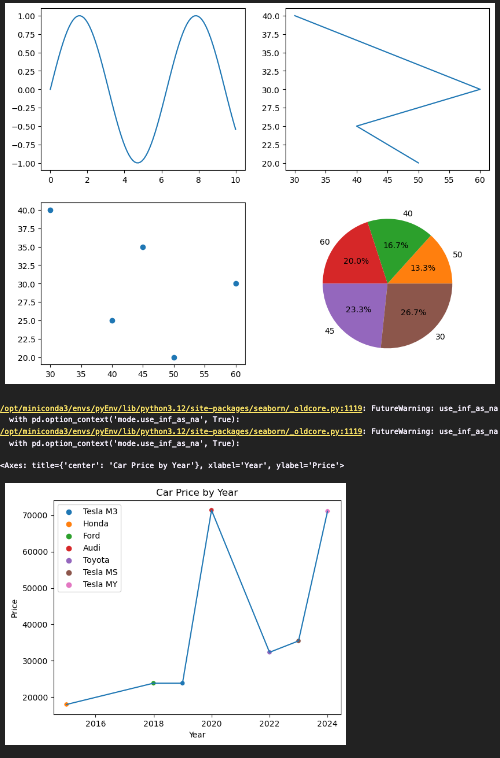 1.00
0.75
0.50
0.25
0.00
−0.25
−0.50
−0.75
−1.00
0 2 4 6 8 10
40.0
37.5
35.0
32.5
30.0
27.5
25.0
22.5
20.0
30 35 40 45 50 55 60
40.0
37.5
35.0
32.5
30.0
27.5
25.0
22.5
20.0
30 35 40 45 50 55 60
40
60
50
45
30
16.7%
20.0%
13.3%
23.3%
26.7%
/opt/miniconda3/envs/pyEnv/lib/python3.12/site-packages/seaborn/_oldcore.py:1119: FutureWarning: use_inf_as_na
with pd.option_context('mode.use_inf_as_na', True):
/opt/miniconda3/envs/pyEnv/lib/python3.12/site-packages/seaborn/_oldcore.py:1119: FutureWarning: use_inf_as_na
with pd.option_context('mode.use_inf_as_na', True):
<Axes: title={'center': 'Car Price by Year'}, xlabel='Year', ylabel='Price'>
Car Price by Year
Tesla M3
Honda
Ford
Audi
Toyota
Tesla MS
Tesla MY
70000
60000
50000
40000
30000
20000
Price
2016 2018 2020 2022 2024
Year